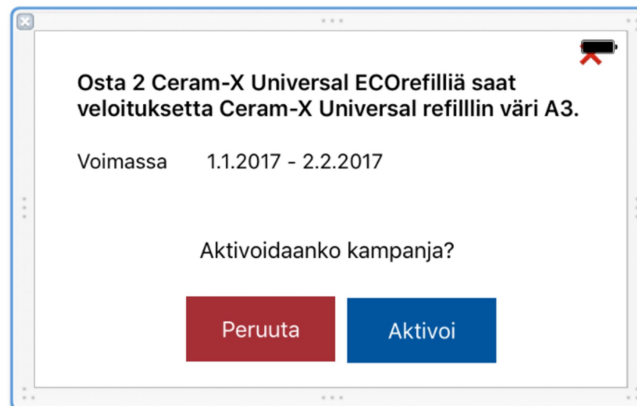 Osta 2 Ceram-X Universal ECOrefilliä saat
veloituksetta Ceram-X Universal refilllin väri A3.
Voimassa 1.1.2017 - 2.2.2017
Aktivoidaanko kampanja?
Peruuta Aktivoi